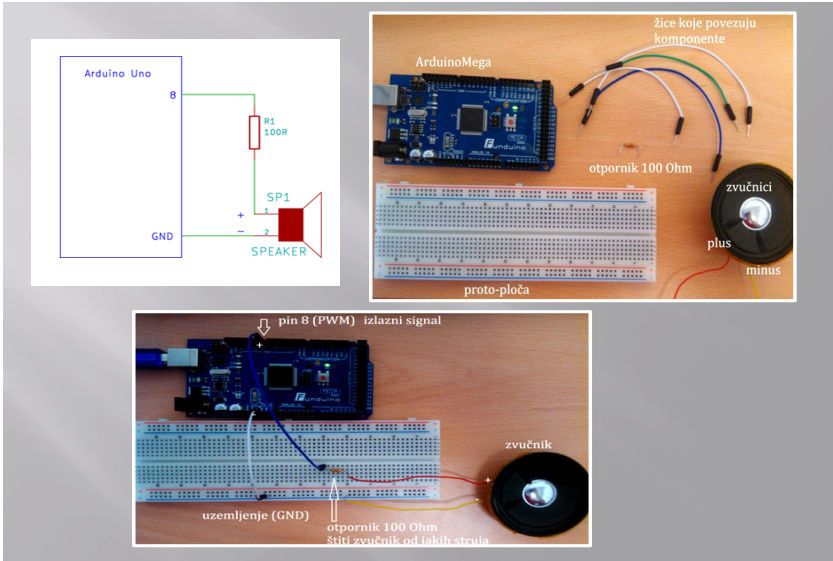 Arduino Uno
8
R1
100R
SP1
+ 1
- 2
GND
SPEAKER
žice koje povezuju
komponente
ArduinoMega
Funduino
otpornik 100 Ohm
zvučnici
plus
minus
proto-ploča
pin 8 (PWM) izlazni signal
+
Funduino
zvučnik
+
-
uzemljenje (GND)
otpornik 100 Ohm
štiti zvučnik od jakih struja